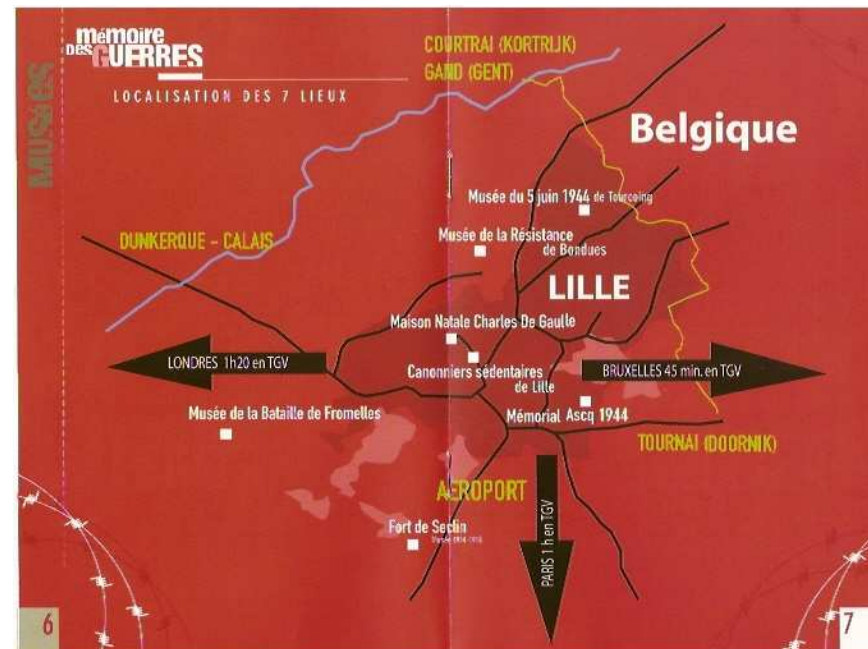 MUSÉES
mémoire
DES GUERRES
LOCALISATION DES 7 LIEUX
COURTRAI (KORTRIJK)
GAND (GENT)
Belgique
Musée du 5 juin 1944 de Tourcoing
Musée de la Résistance
de Bondues
DUNKERQUE - CALAIS
LILLE
Maison Natale Charles De Gaulle
LONDRES 1h20 en TGV
Canonniers sédentaires
de Lille
BRUXELLES 45 min. en TGV
Musée de la Bataille de Fromelles
Mémorial Ascq 1944
TOURNAI (DOORNIK)
AEROPORT
Fort de Seclin
PARIS 1 h en TGV
6
7